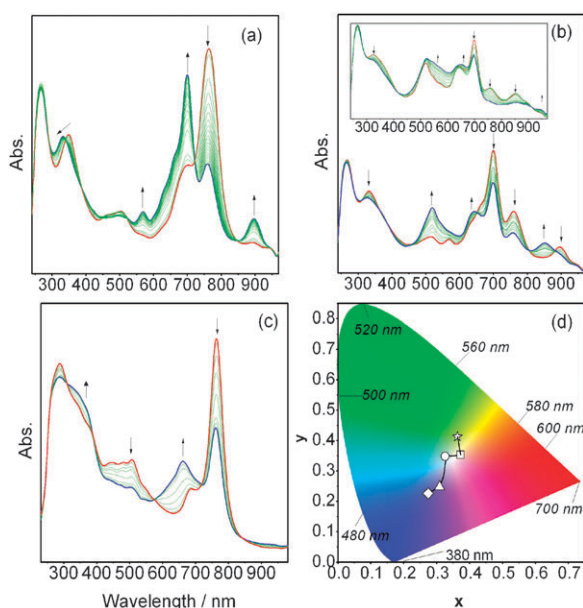 (a)
Abs.
300 400 500 600 700 800 900
(b)
300 400 500 600 700 800 900
Abs.
300 400 500 600 700 800 900
(c)
Abs.
300 400 500 600 700 800 900
Wavelength / nm
(d)
0.8
0.7
0.6
0.5
0.4
0.3
0.2
0.1
0.0
y
520 nm
560 nm
500 nm
580 nm
600 nm
700 nm
480 nm
380 nm
0.0 0.1 0.2 0.3 0.4 0.5 0.6 0.7
x